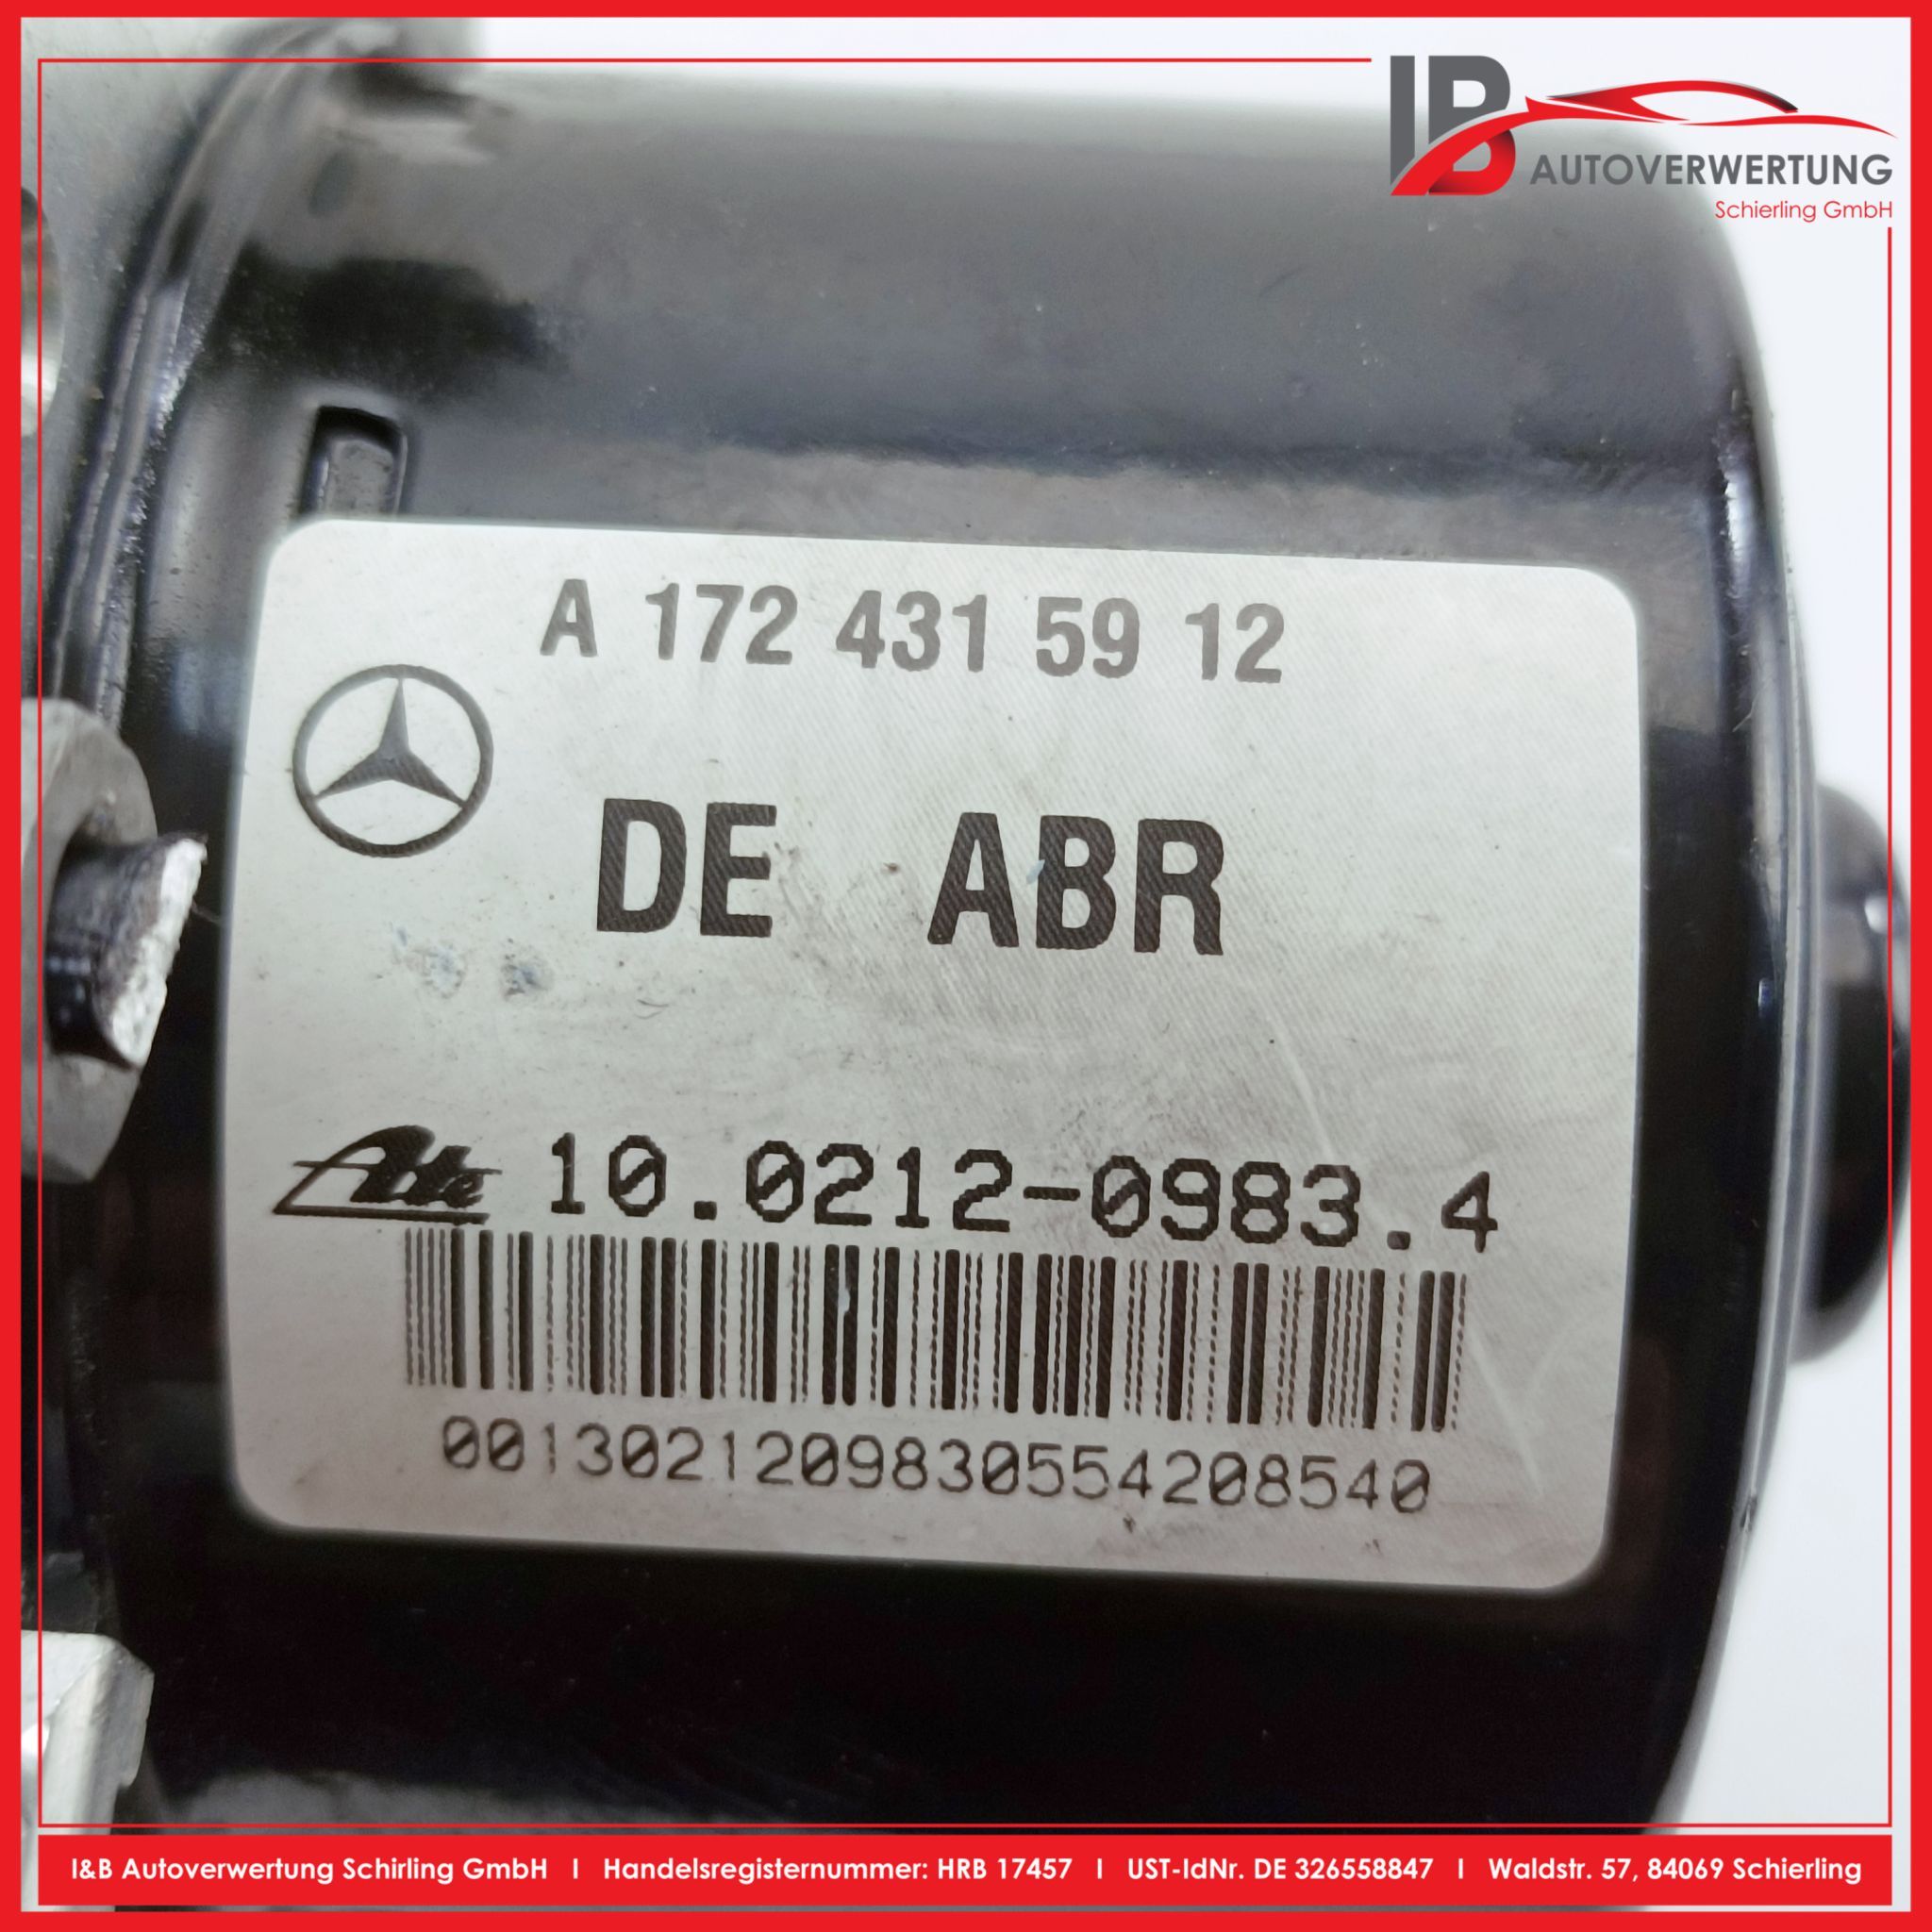 IB
AUTOVERWERTUNG
Schierling GmbH
A 172 431 59 12
DE ABR
Ate 10.0212-0983.4
0013021209830554208540
I&B Autoverwertung Schirling GmbH I Handelsregisternummer: HRB 17457 I UST-IdNr. DE 326558847 I Waldstr. 57, 84069 Schierling